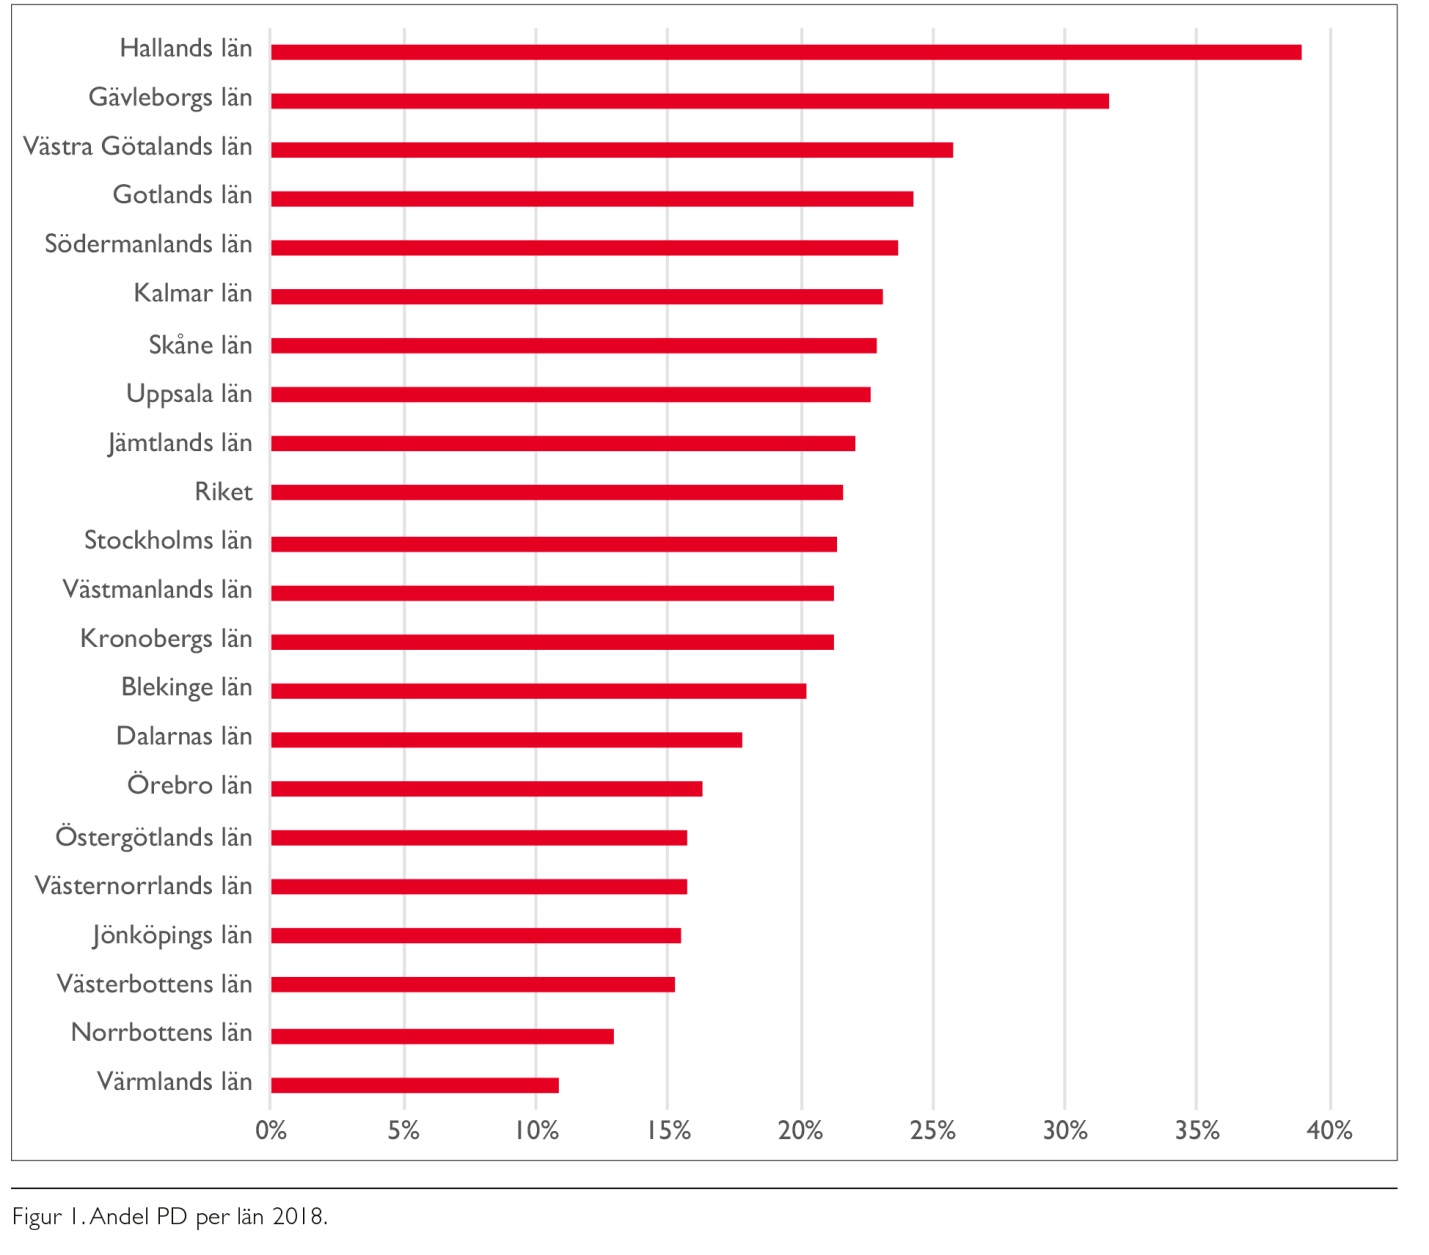 Hallands län
Gävleborgs län
Västra Götalands län
Gotlands län
Södermanlands län
Kalmar län
Skåne län
Uppsala län
Jämtlands län
Riket
Stockholms län
Västmanlands län
Kronobergs län
Blekinge län
Dalarnas län
Örebro län
Östergötlands län
Västernorrlands län
Jönköpings län
Västerbottens län
Norrbottens län
Värmlands län
0% 5% 10% 15% 20% 25% 30% 35% 40%
Figur 1. Andel PD per län 2018.